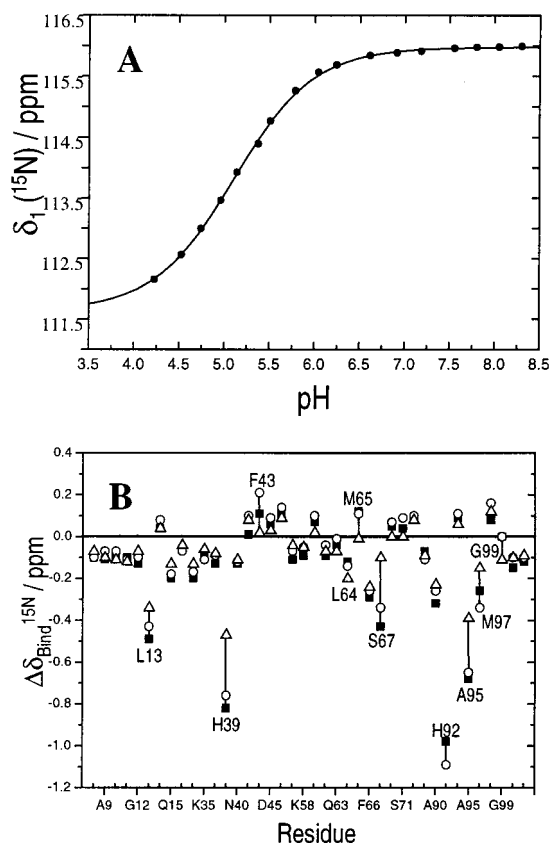 A
116.5
115.5
114.5
113.5
112.5
111.5
δ1 (15N) / ppm
3.5 4.0 4.5 5.0 5.5 6.0 6.5 7.0 7.5 8.0 8.5
pH
B
0.4
0.2
0.0
-0.2
-0.4
-0.6
-0.8
-1.0
-1.2
ΔδBind15N / ppm
F43
M65
G99
L64
M97
L13
S67
H39
A95
H92
A9 G12 Q15 K35 N40 D45 K58 Q63 F66 S71 A90 A95 G99
Residue